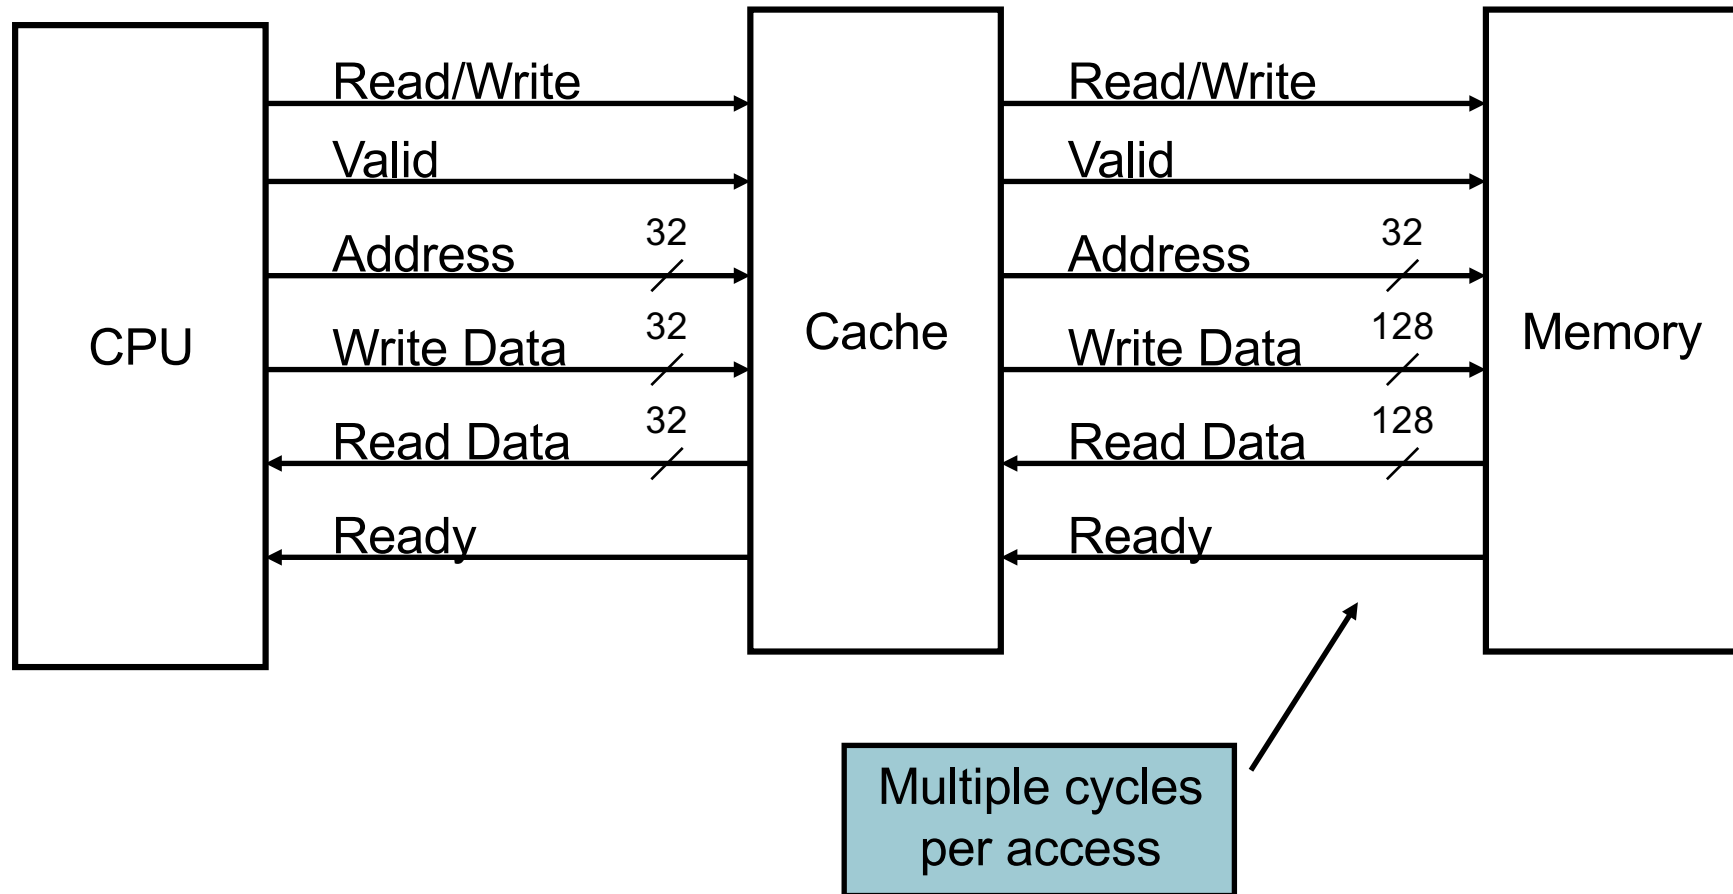 CPU
Read/Write
Valid
Address
32
Write Data
32
Read Data
32
Ready
Cache
Read/Write
Valid
Address
32
Write Data
128
Read Data
128
Ready
Memory
Multiple cycles
per access